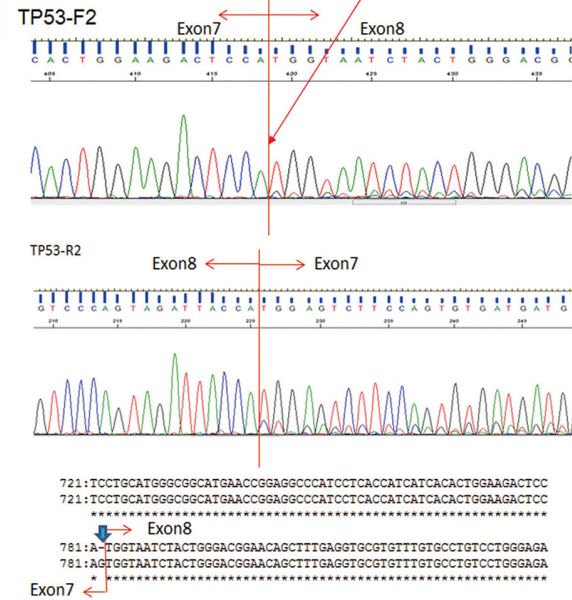 TP53-F2
Exon7 Exon8
C A C T G G A A G A C T C C A T G G T A A T C T A C T G G G A C G
405 410 415 420 425 430 435
TP53-R2
Exon8 Exon7
G T C C C A G T A G A T T A C C A T G G A G T C T T C C A G T G T G A T G A T G
210 215 220 225 230 235 240 245
721:TCCTGCATGGGCGGCATGAACCGGAGGCCCATCCTCACCATCATCACACTGGAAGACTCC
721:TCCTGCATGGGCGGCATGAACCGGAGGCCCATCCTCACCATCATCACACTGGAAGACTCC
************************************************************
Exon8
781:A-TGGTAATCTACTGGGACGGAACAGCTTTGAGGTGCGTGTTTGTGCCTGTCCTGGGAGA
781:AGTGGTAATCTACTGGGACGGAACAGCTTTGAGGTGCGTGTTTGTGCCTGTCCTGGGAGA
* **********************************************************
Exon7